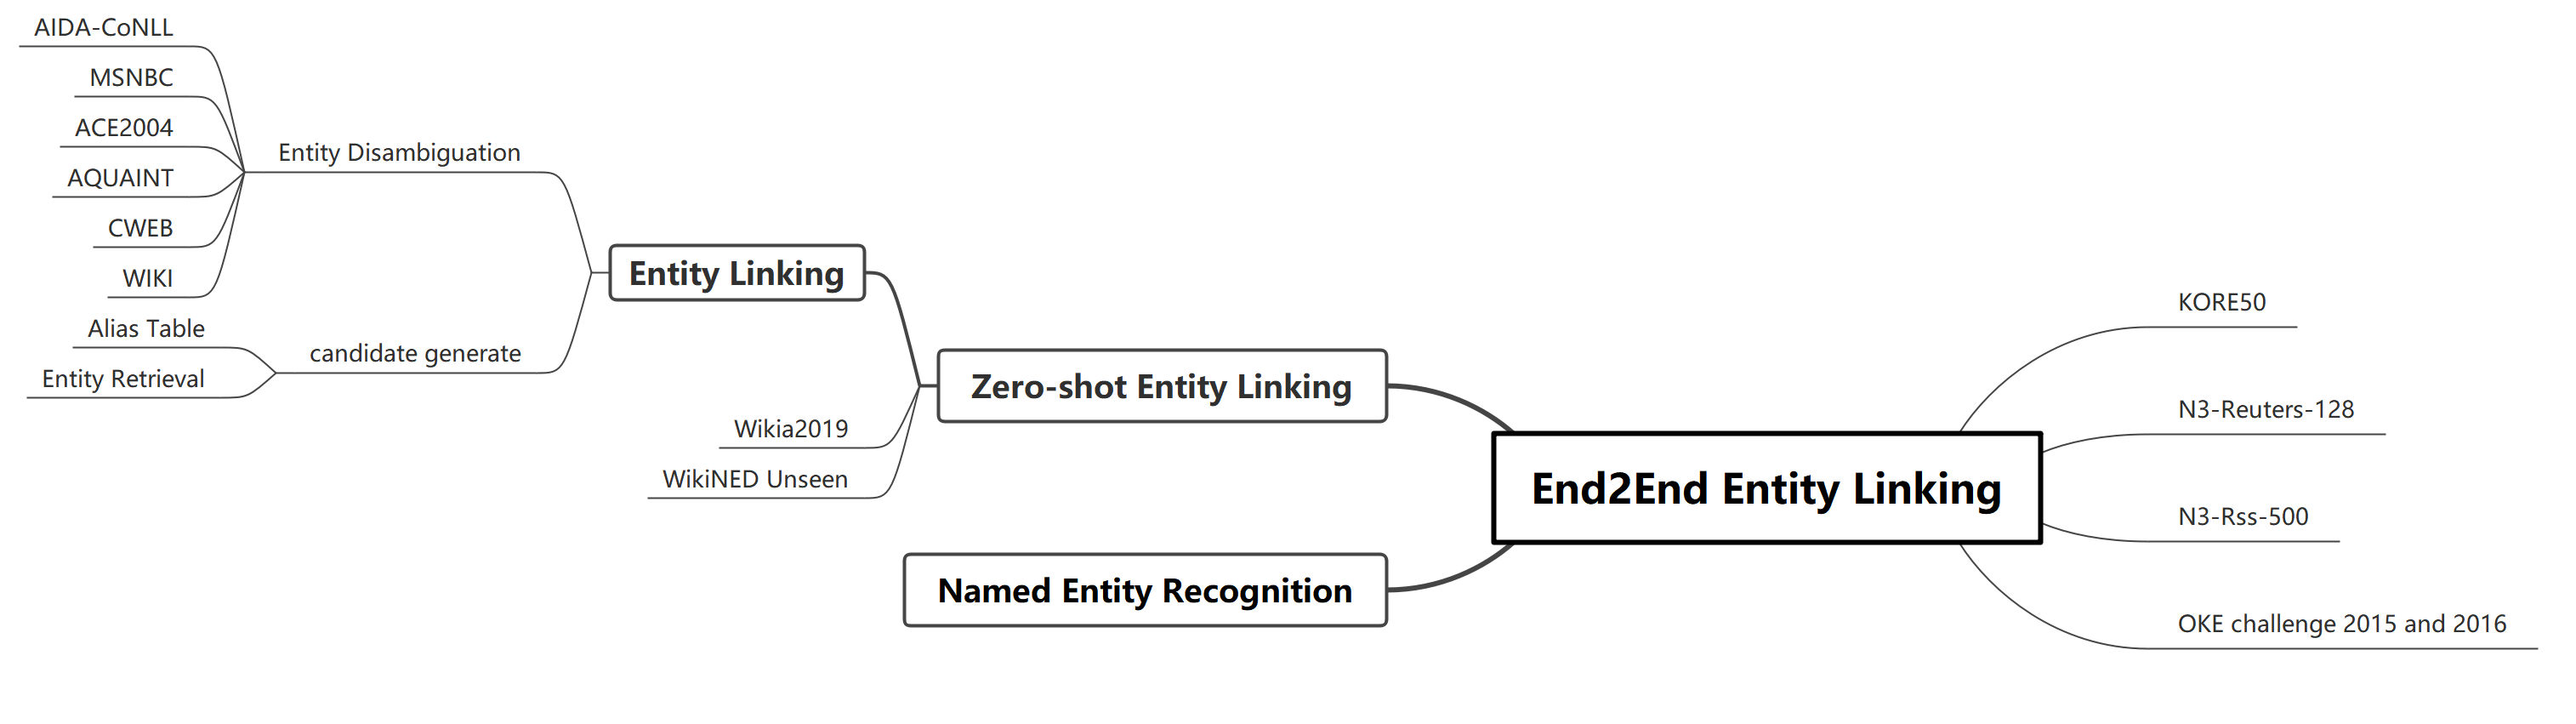 AIDA-CoNLL
MSNBC
ACE2004
AQUAINT
CWEB
WIKI
Entity Disambiguation
Alias Table
Entity Retrieval
candidate generate
Entity Linking
Wikia2019
WikiNED Unseen
Zero-shot Entity Linking
Named Entity Recognition
End2End Entity Linking
KORE50
N3-Reuters-128
N3-Rss-500
OKE challenge 2015 and 2016